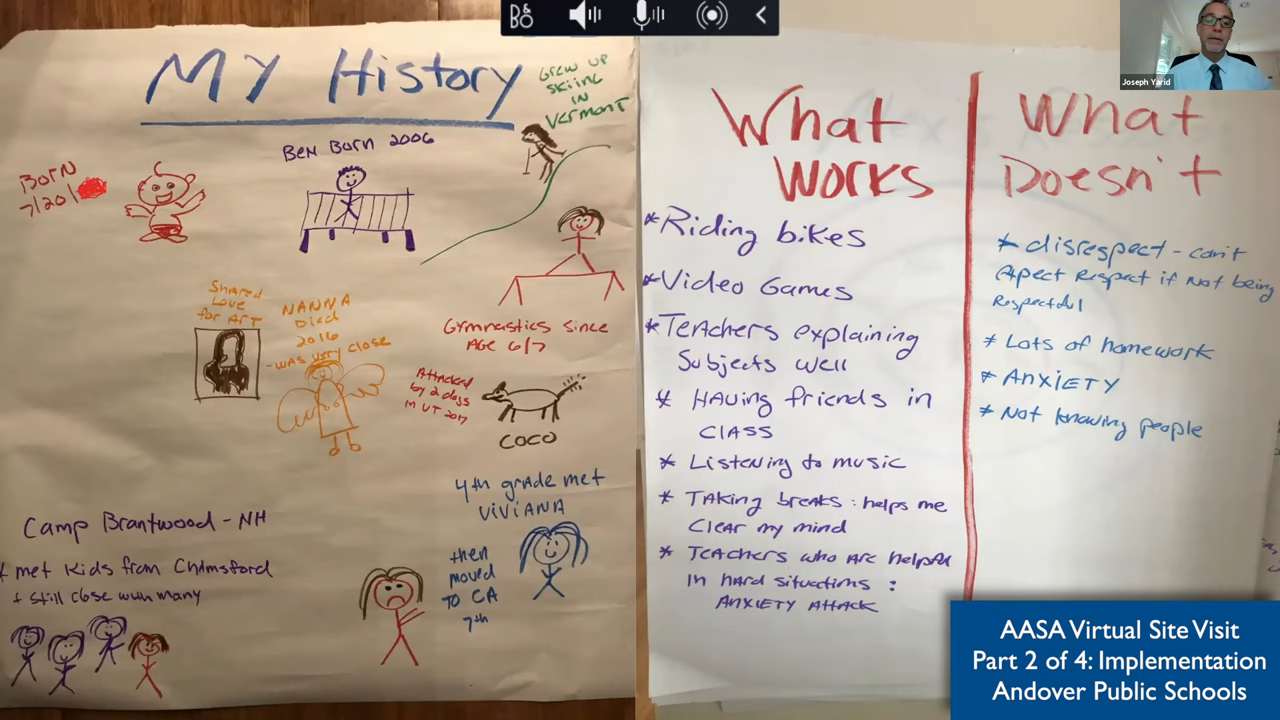 B&O
Joseph Yarid
My History
Grew up
skiing
in
Vermont
Born
7/20/
Ben Born 2006
Shared
Love
for Art
Nanna
Died
2016
- was very close
Gymnastics since
Age 6/7
Attacked
by 2 dogs
in UT 2017
COCO
4th grade met
Viviana
then
moved
to CA
7th
Camp Brantwood - NH
* met kids from Chlmsford
+ still close with many
What
Works
* Riding bikes
* Video Games
* Teachers explaining
Subjects well
* Having friends in
class
* Listening to music
* Taking breaks : helps me
clear my mind
* Teachers who are helpful
in hard situations :
Anxiety Attack
What
Doesn't
* disrespect - can't
Aspect Respect if not being
Respectful
* Lots of homework
* Anxiety
* Not knowing people
AASA Virtual Site Visit
Part 2 of 4: Implementation
Andover Public Schools